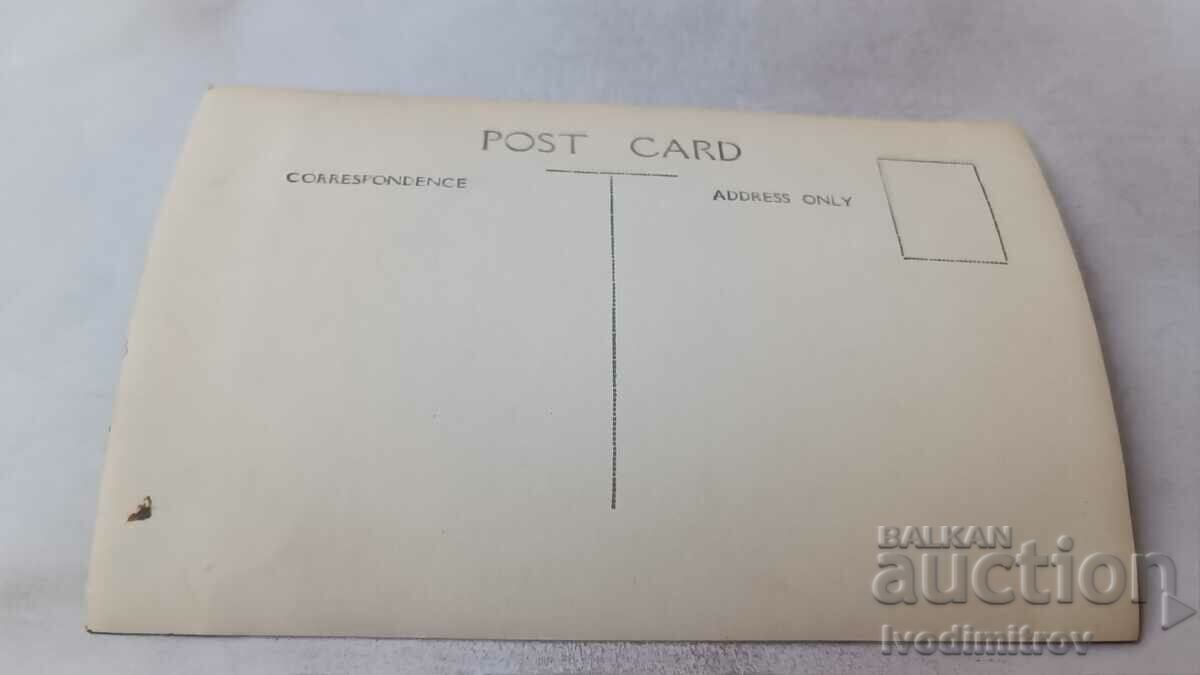 POST CARD
CORRESPONDENCE
ADDRESS ONLY
BALKAN
auction
Ivodimitrov